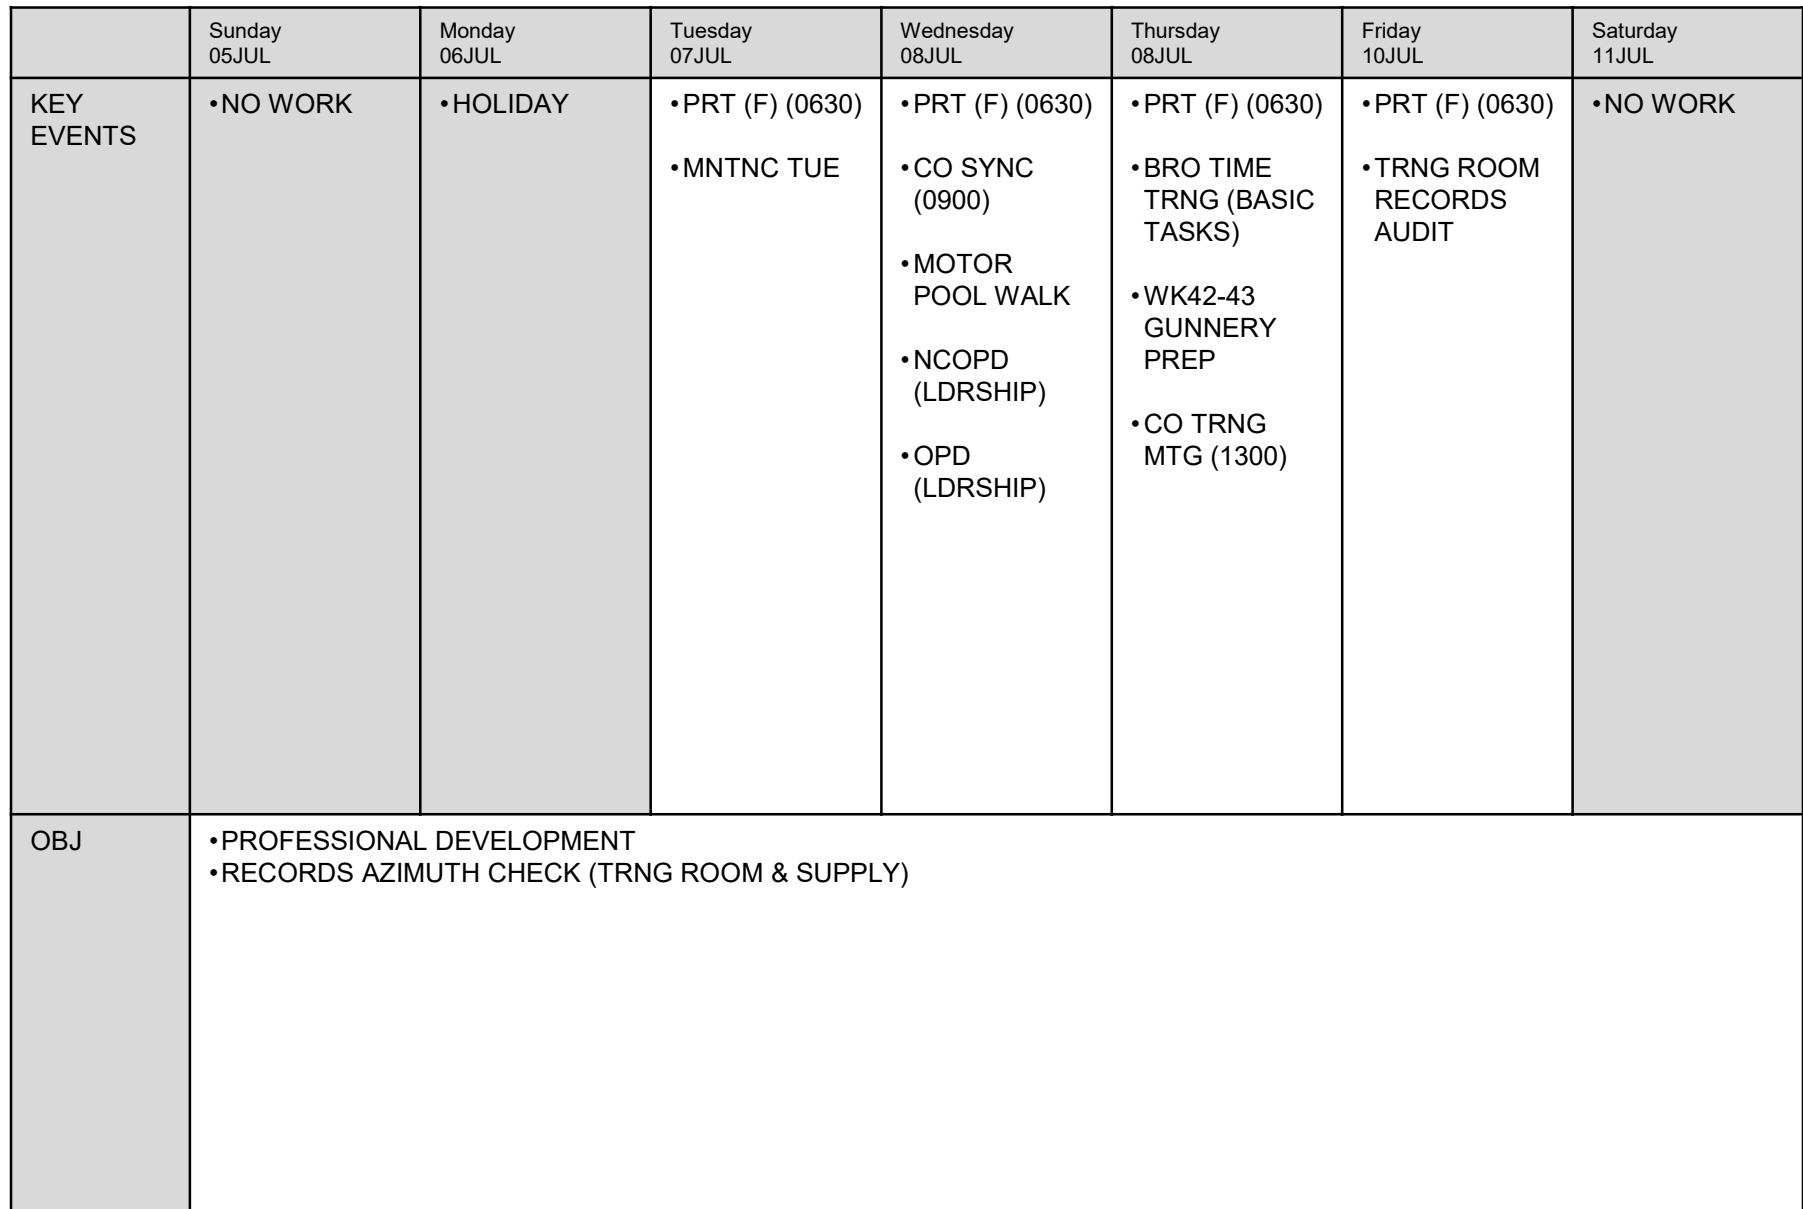 Sunday
05JUL
Monday
06JUL
Tuesday
07JUL
Wednesday
08JUL
Thursday
08JUL
Friday
10JUL
Saturday
11JUL
KEY
EVENTS
•NO WORK
•HOLIDAY
•PRT (F) (0630)
•MNTNC TUE
•PRT (F) (0630)
•CO SYNC
(0900)
•MOTOR
POOL WALK
•NCOPD
(LDRSHIP)
•OPD
(LDRSHIP)
•PRT (F) (0630)
•BRO TIME
TRNG (BASIC
TASKS)
•WK42-43
GUNNERY
PREP
•CO TRNG
MTG (1300)
•PRT (F) (0630)
•TRNG ROOM
RECORDS
AUDIT
•NO WORK
OBJ
•PROFESSIONAL DEVELOPMENT
•RECORDS AZIMUTH CHECK (TRNG ROOM & SUPPLY)